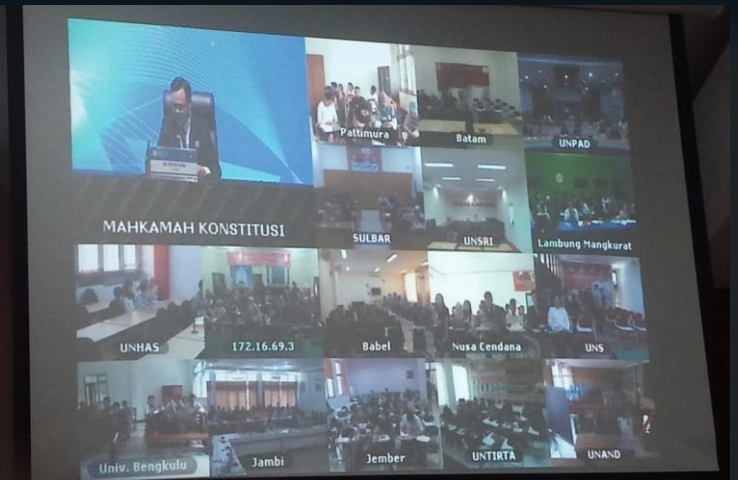 Pattimura
Batam
UNPAD
MAHKAMAH KONSTITUSI
SULBAR
UNSRI
Lambung Mangkurat
UNHAS
172.16.69.3
Babel
Nusa Cendana
UNS
Univ. Bengkulu
Jambi
Jember
UNTIRTA
UNAND